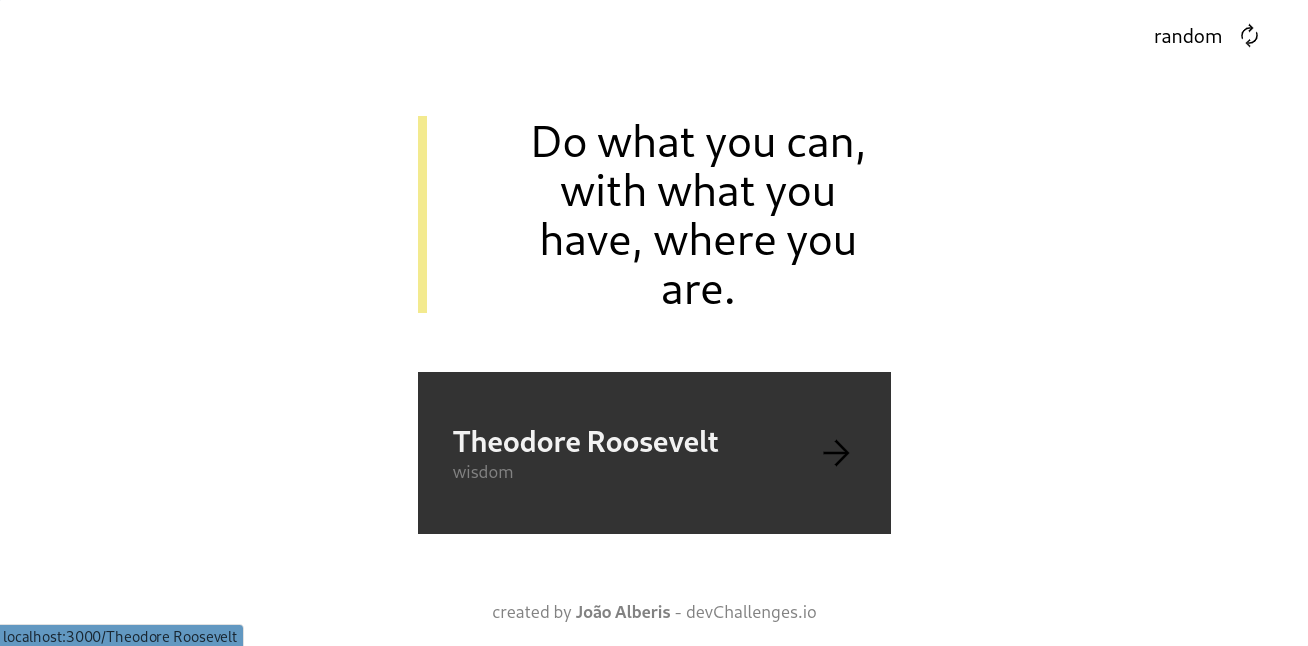 random
Do what you can,
with what you
have, where you
are.
Theodore Roosevelt
wisdom
created by João Alberis - devChallenges.io
localhost:3000/Theodore Roosevelt